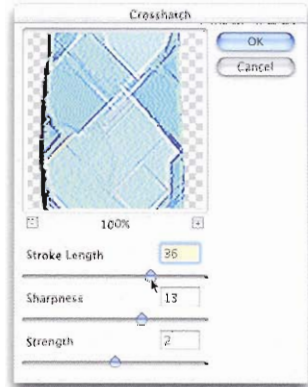 Crosshatch
OK
Cancel
100%
Stroke Length 36
Sharpness 13
Strength 2